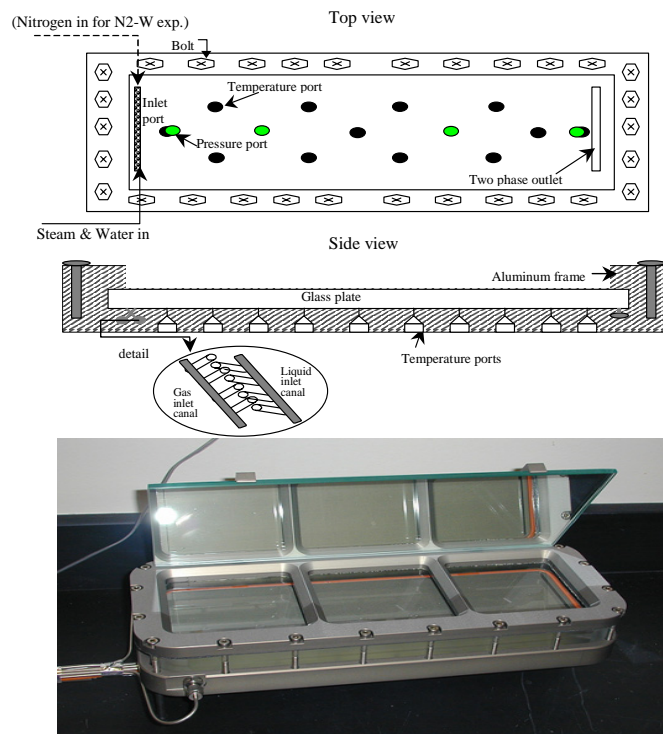 Top view
(Nitrogen in for N2-W exp.)
Bolt
Temperature port
Inlet
port
Pressure port
Two phase outlet
Steam & Water in
Side view
Aluminum frame
Glass plate
detail
Temperature ports
Gas
inlet
canal
Liquid
inlet
canal